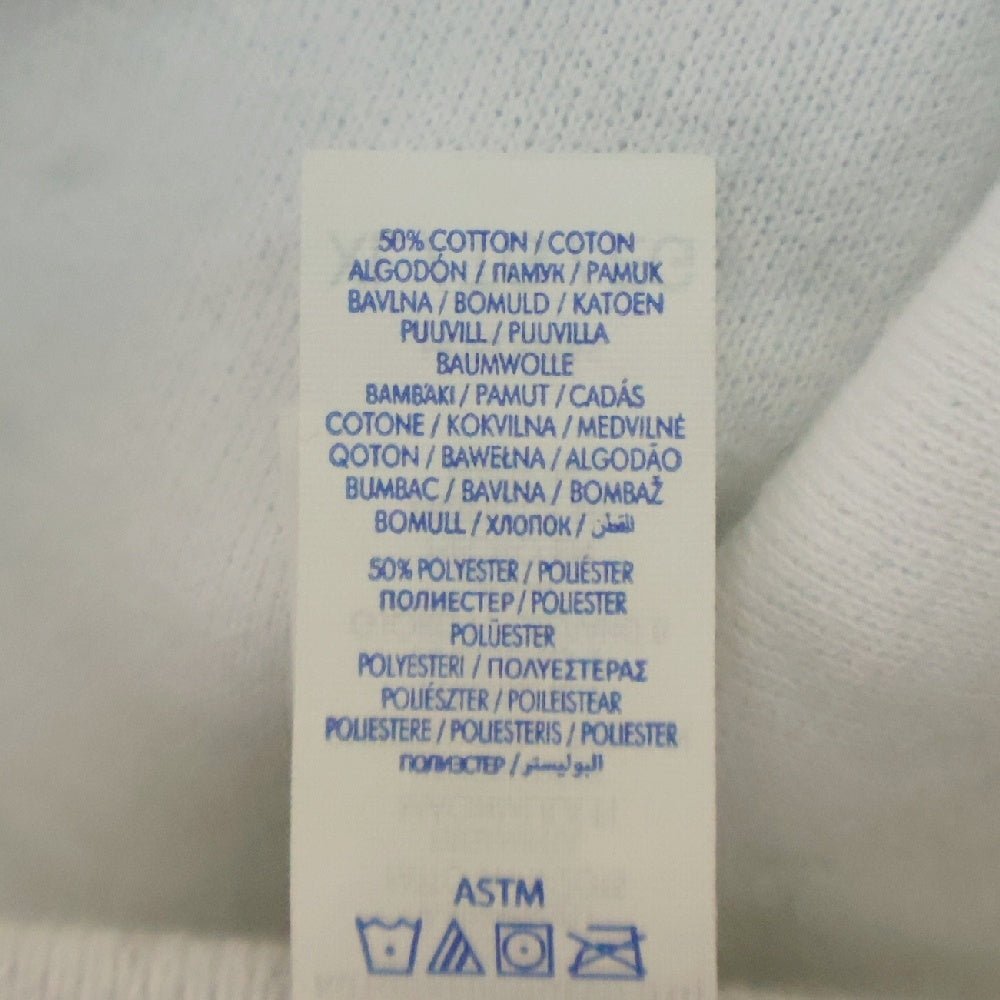 50% COTTON / COTON
ALGODÓN / ПАМУК / PAMUK
BAVLNA / BOMULD / KATOEN
PUUVILL / PUUVILLA
BAUMWOLLE
BAMBAKI / PAMUT / CADÁS
COTONE / KOKVILNA / MEDVILNĖ
QOTON / BAWEŁNA / ALGODÃO
BUMBAC / BAVLNA / BOMBAŽ
BOMULL / ХЛОПОК / القطن
50% POLYESTER / POLIÉSTER
ПОЛИЕСТЕР / POLIESTER
POLÜESTER
POLYESTERI / ΠΟΛΥΕΣΤΕΡΑΣ
POLIÉSZTER / POILEISTEAR
POLIESTERE / POLIESTERIS / POLIESTER
ПОЛИЭСТЕР / البوليستر
ASTM